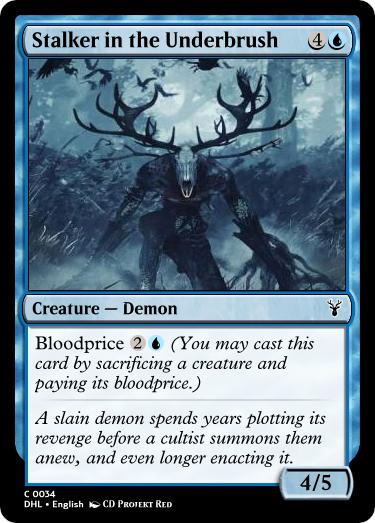 Stalker in the Underbrush 4
Creature — Demon
Bloodprice 2 (You may cast this
card by sacrificing a creature and
paying its bloodprice.)
A slain demon spends years plotting its
revenge before a cultist summons them
anew, and even longer enacting it.
4/5
C 0034
DHL • English CD Projekt Red